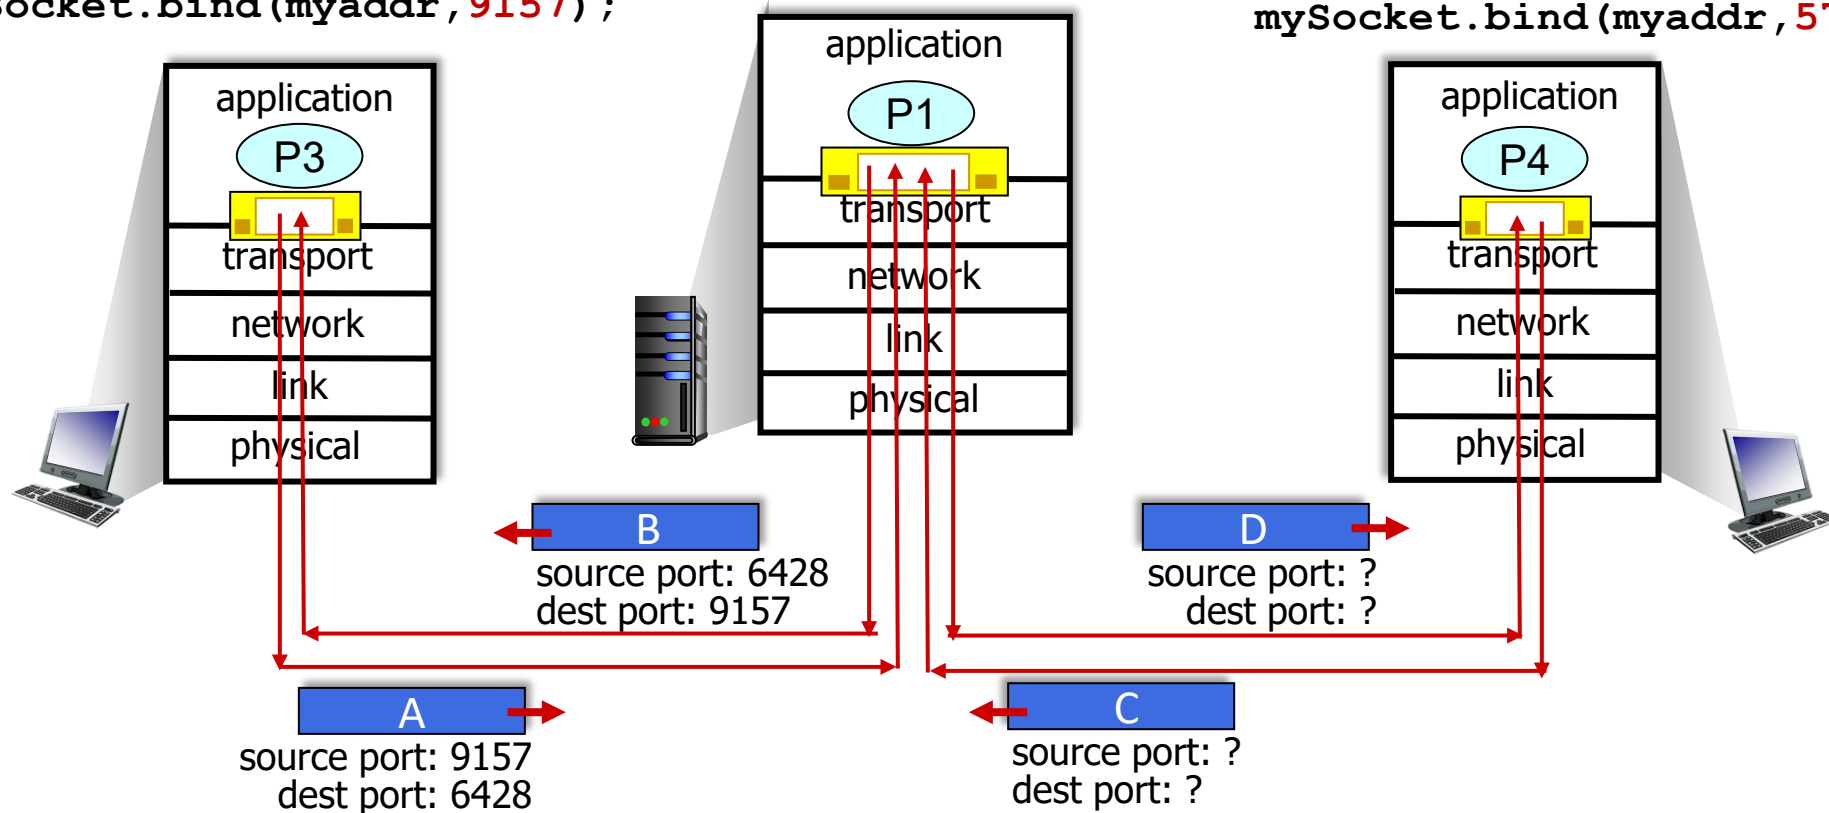 ocket.bind(myaddr,9157);
mySocket.bind(myaddr,57
application
P3
transport
network
link
physical
application
P1
transport
network
link
physical
application
P4
transport
network
link
physical
B
source port: 6428
dest port: 9157
D
source port: ?
dest port: ?
A
source port: 9157
dest port: 6428
C
source port: ?
dest port: ?